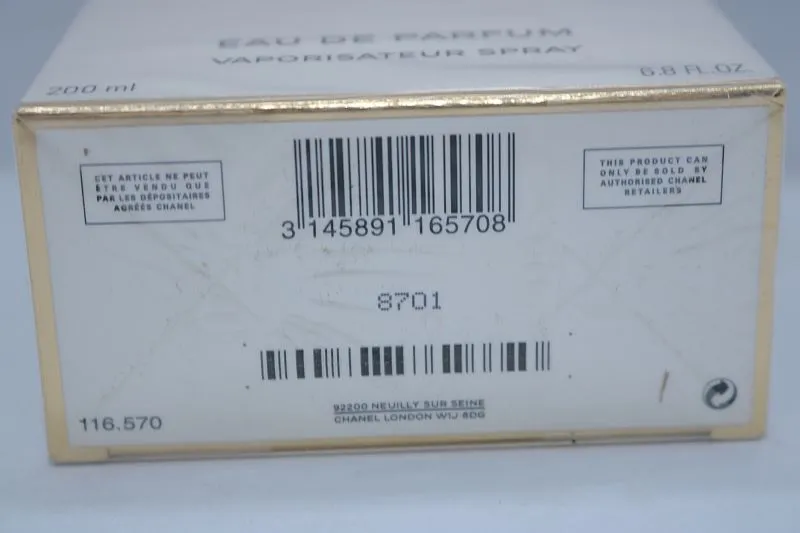 EAU DE PARFUM
VAPORISATEUR SPRAY
200 ml
6.8 FL.OZ.
CET ARTICLE NE PEUT
ÊTRE VENDU QUE
PAR LES DÉPOSITAIRES
AGRÉÉS CHANEL
THIS PRODUCT CAN
ONLY BE SOLD BY
AUTHORISED CHANEL
RETAILERS
3 145891 165708
8701
92200 NEUILLY SUR SEINE
CHANEL LONDON W1J 6DG
116.570